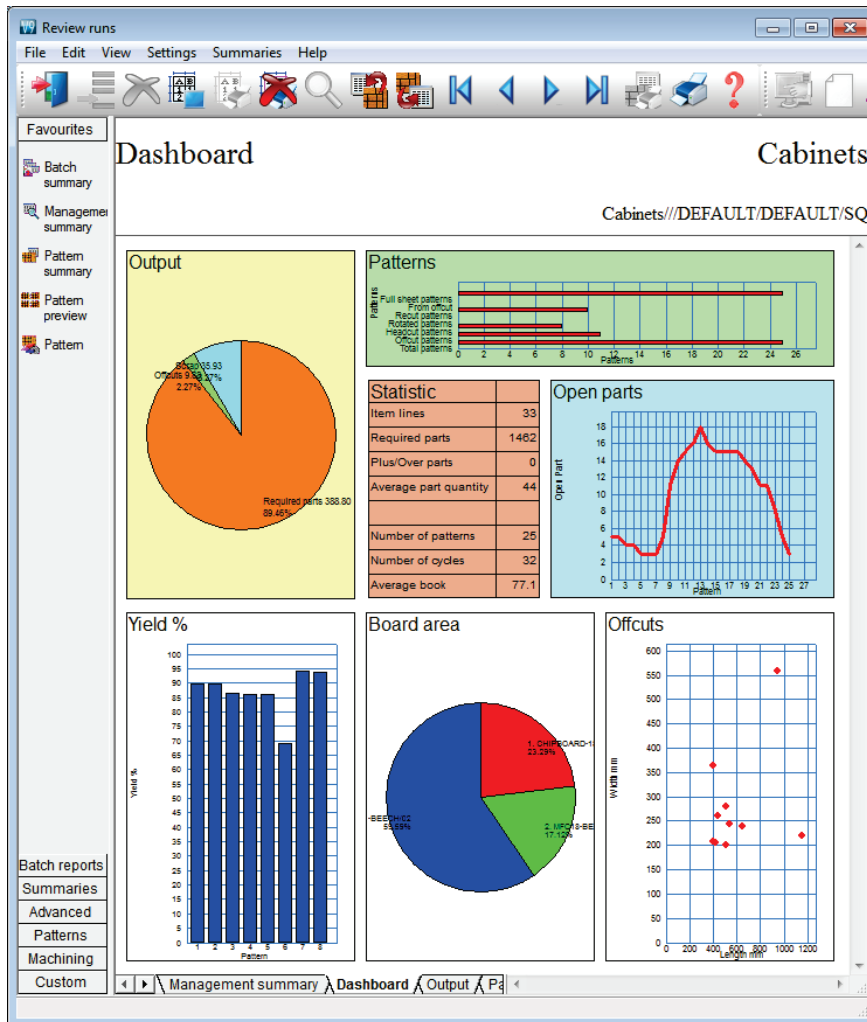 Review runs
File Edit View Settings Summaries Help
Favourites
Batch
summary
Managemer
summary
Pattern
summary
Pattern
preview
Pattern
Batch reports
Summaries
Advanced
Patterns
Machining
Custom
Dashboard
Cabinets
Cabinets///DEFAULT/DEFAULT/SQ
Output
Scrap 35.93
8.27%
Offcuts 9.
2.27%
Required parts 388.80
89.46%
Patterns
Patterns
Full sheet patterns
From offcut
Recut patterns
Rotated patterns
Headcut patterns
Offcut patterns
Total patterns
0 2 4 6 8 10 12 14 16 18 20 22 24 26
Patterns
Statistic
Item lines 33
Required parts 1462
Plus/Over parts 0
Average part quantity 44
Number of patterns 25
Number of cycles 32
Average book 77.1
Open parts
Open Part
18
16
14
12
10
8
6
4
2
0
1 3 5 7 9 11 13 15 17 19 21 23 25 27
Pattern
Yield %
Yield %
100
95
90
85
80
75
70
65
60
55
50
45
40
35
30
25
20
15
10
5
0
1 2 3 4 5 6 7 8
Pattern
Board area
1. CHIPBOARD-18
23.29%
2. MFC18-BE
17.12%
-BEECH/02
59.59%
Offcuts
Width mm
600
550
500
450
400
350
300
250
200
150
100
50
0
0 200 400 600 800 1000 1200
Length mm
Management summary Dashboard Output Pa